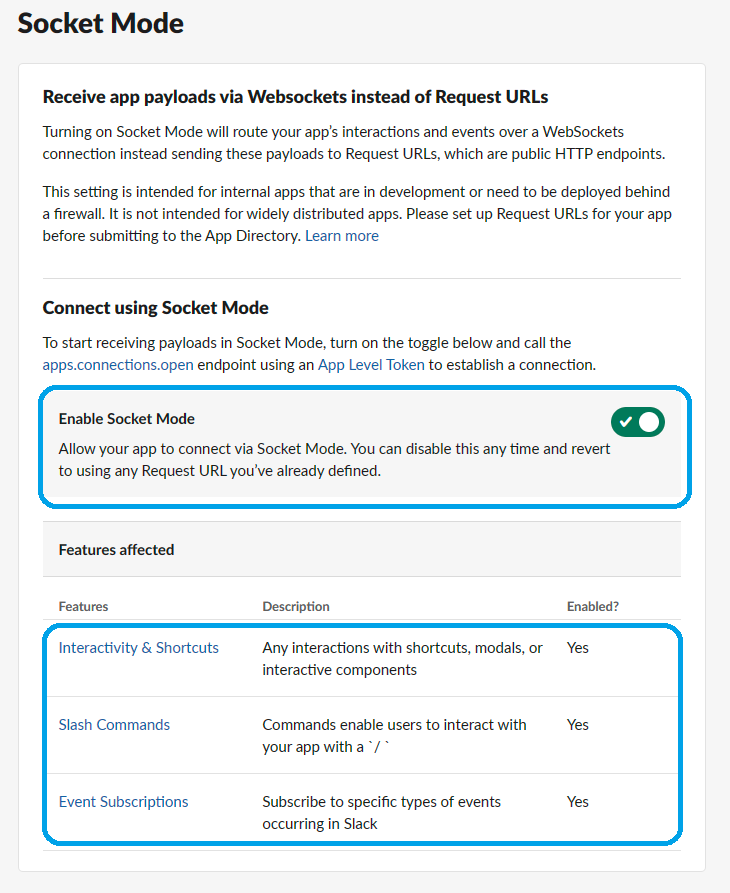 Socket Mode
Receive app payloads via Websockets instead of Request URLs
Turning on Socket Mode will route your app’s interactions and events over a WebSockets
connection instead sending these payloads to Request URLs, which are public HTTP endpoints.
This setting is intended for internal apps that are in development or need to be deployed behind
a firewall. It is not intended for widely distributed apps. Please set up Request URLs for your app
before submitting to the App Directory. Learn more
Connect using Socket Mode
To start receiving payloads in Socket Mode, turn on the toggle below and call the
apps.connections.open endpoint using an App Level Token to establish a connection.
Enable Socket Mode
Allow your app to connect via Socket Mode. You can disable this any time and revert
to using any Request URL you’ve already defined.
Features affected
Features Description Enabled?
Interactivity & Shortcuts Any interactions with shortcuts, modals, or Yes
interactive components
Slash Commands Commands enable users to interact with Yes
your app with a `/ `
Event Subscriptions Subscribe to specific types of events Yes
occurring in Slack